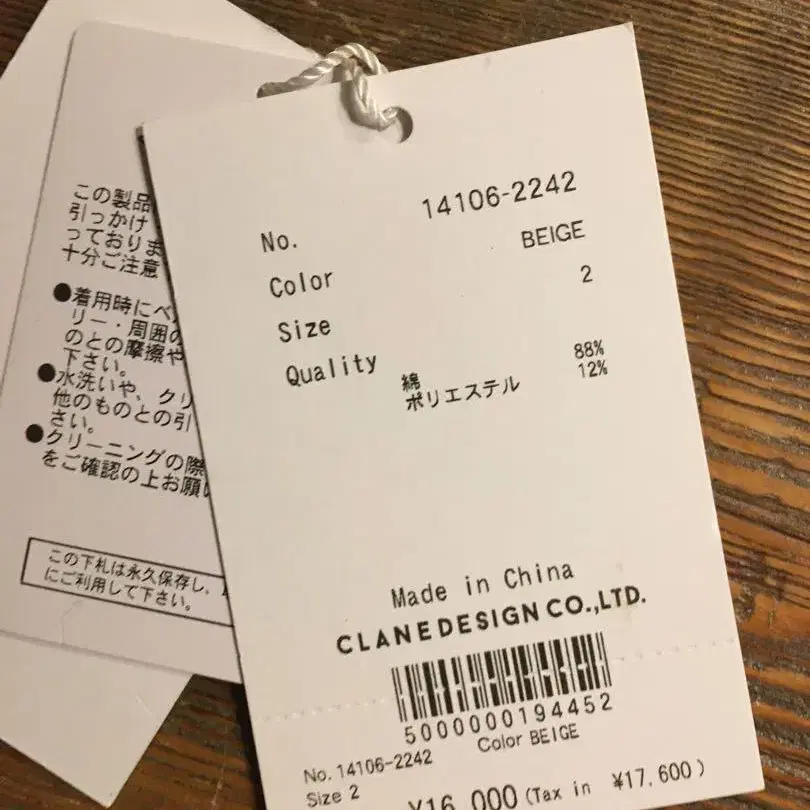 この製品
引っかけ
っておりま
十分ご注意
●着用時にベ
リー・周囲の
のとの摩擦や
下さい。
●水洗いや、クリ
他のものとの引
さい。
●クリーニングの際
をご確認の上お願い
この下札は永久保存し、
にご利用して下さい。
No. 14106-2242
Color BEIGE
Size 2
Quality
綿 88%
ポリエステル 12%
Made in China
CLANE DESIGN CO.,LTD.
5000000194452
No. 14106-2242 Color BEIGE
Size 2
¥16,000 (Tax in ¥17,600)